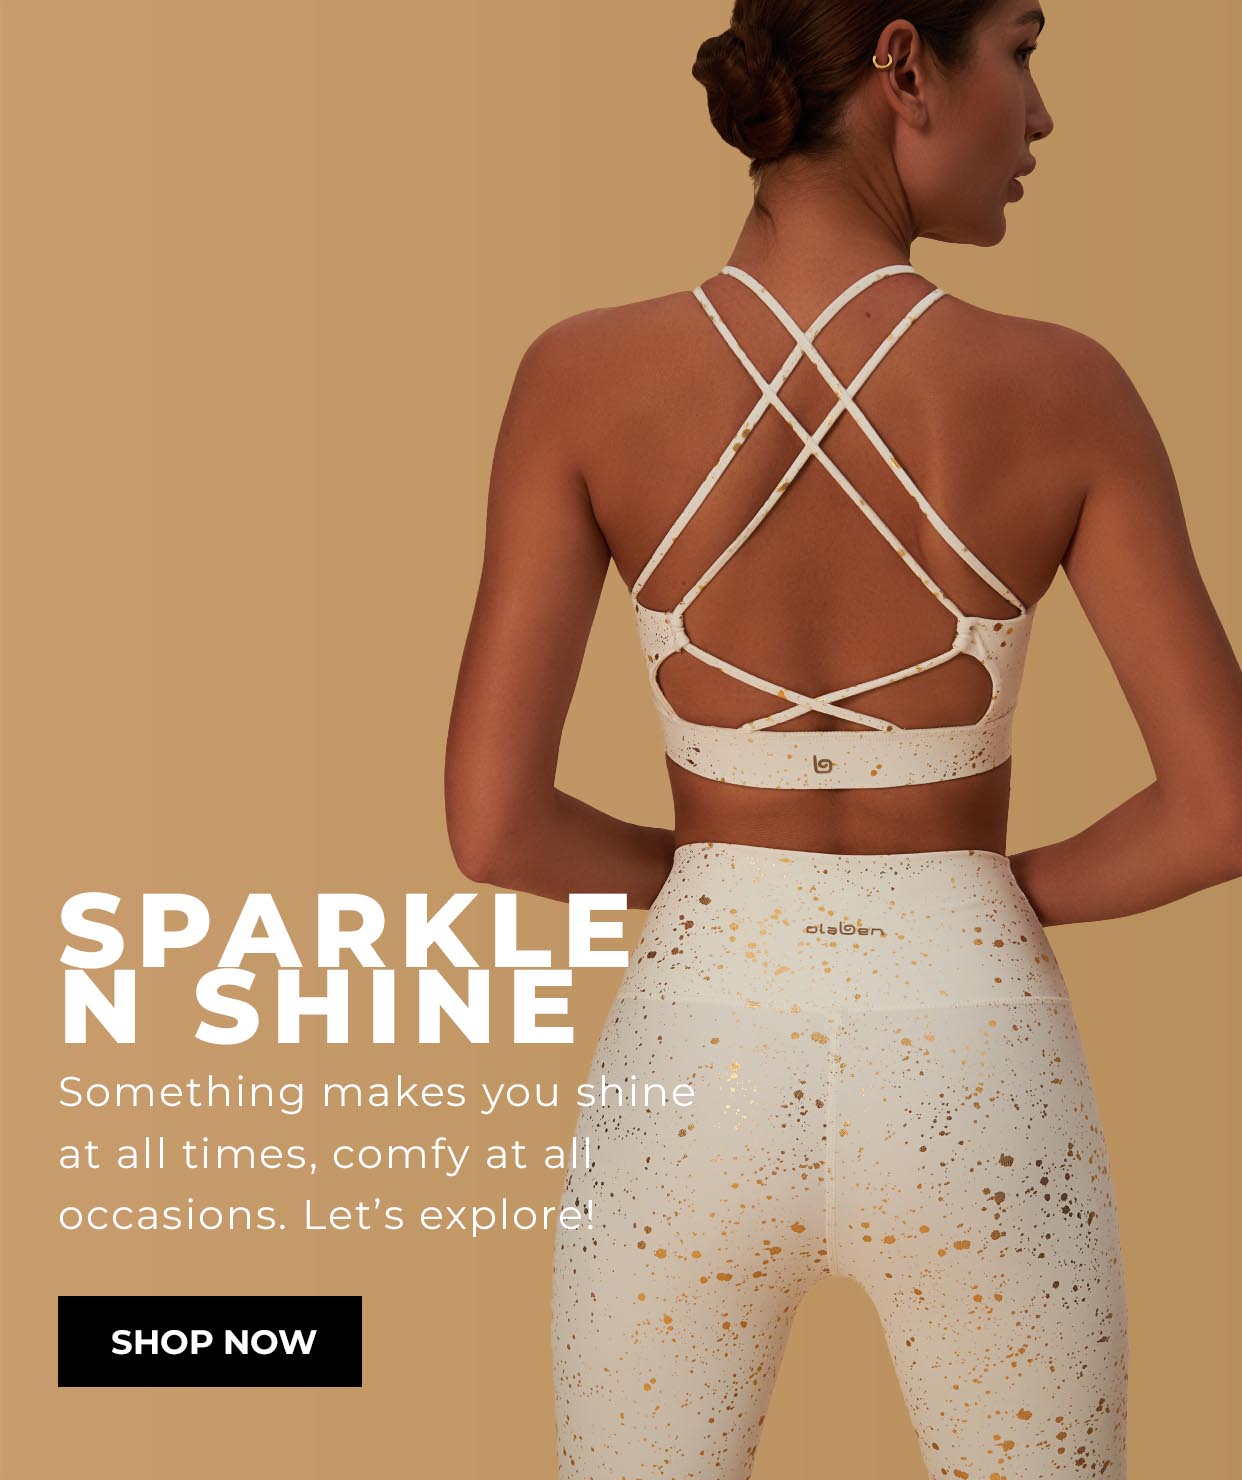 olaben
SPARKLE
N SHINE
Something makes you shine
at all times, comfy at all
occasions. Let’s explore!
SHOP NOW